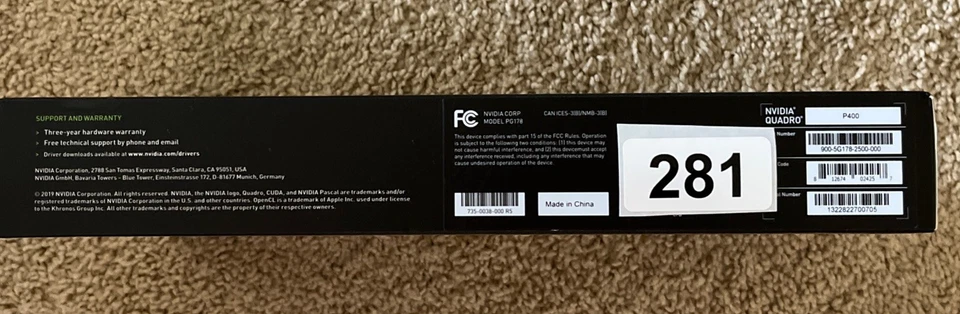 SUPPORT AND WARRANTY
> Three-year hardware warranty
> Free technical support by phone and email
> Driver downloads available at www.nvidia.com/drivers
NVIDIA Corporation, 2788 San Tomas Expressway, Santa Clara, CA 95051, USA
NVIDIA GmbH, Bavaria Towers - Blue Tower, Einsteinstrasse 172, D-81677 Munich, Germany
© 2019 NVIDIA Corporation. All rights reserved. NVIDIA, the NVIDIA logo, Quadro, CUDA, and NVIDIA Pascal are trademarks and/or
registered trademarks of NVIDIA Corporation in the U.S. and other countries. OpenCL is a trademark of Apple Inc. used under license
to the Khronos Group Inc. All other trademarks and copyrights are the property of their respective owners.
FC
NVIDIA CORP
MODEL PG178
CAN ICES-3(B)/NMB-3(B)
This device complies with part 15 of the FCC Rules. Operation
is subject to the following two conditions: (1) this device may
not cause harmful interference, and (2) this devicemust accept
any interference received, including any interference that may
cause undesired operation of the device.
735-0038-000 R5
Made in China
281
NVIDIA®
QUADRO®
P400
Number
900-5G178-2500-000
Code
8 12674 02425 7
Number
1322822700705